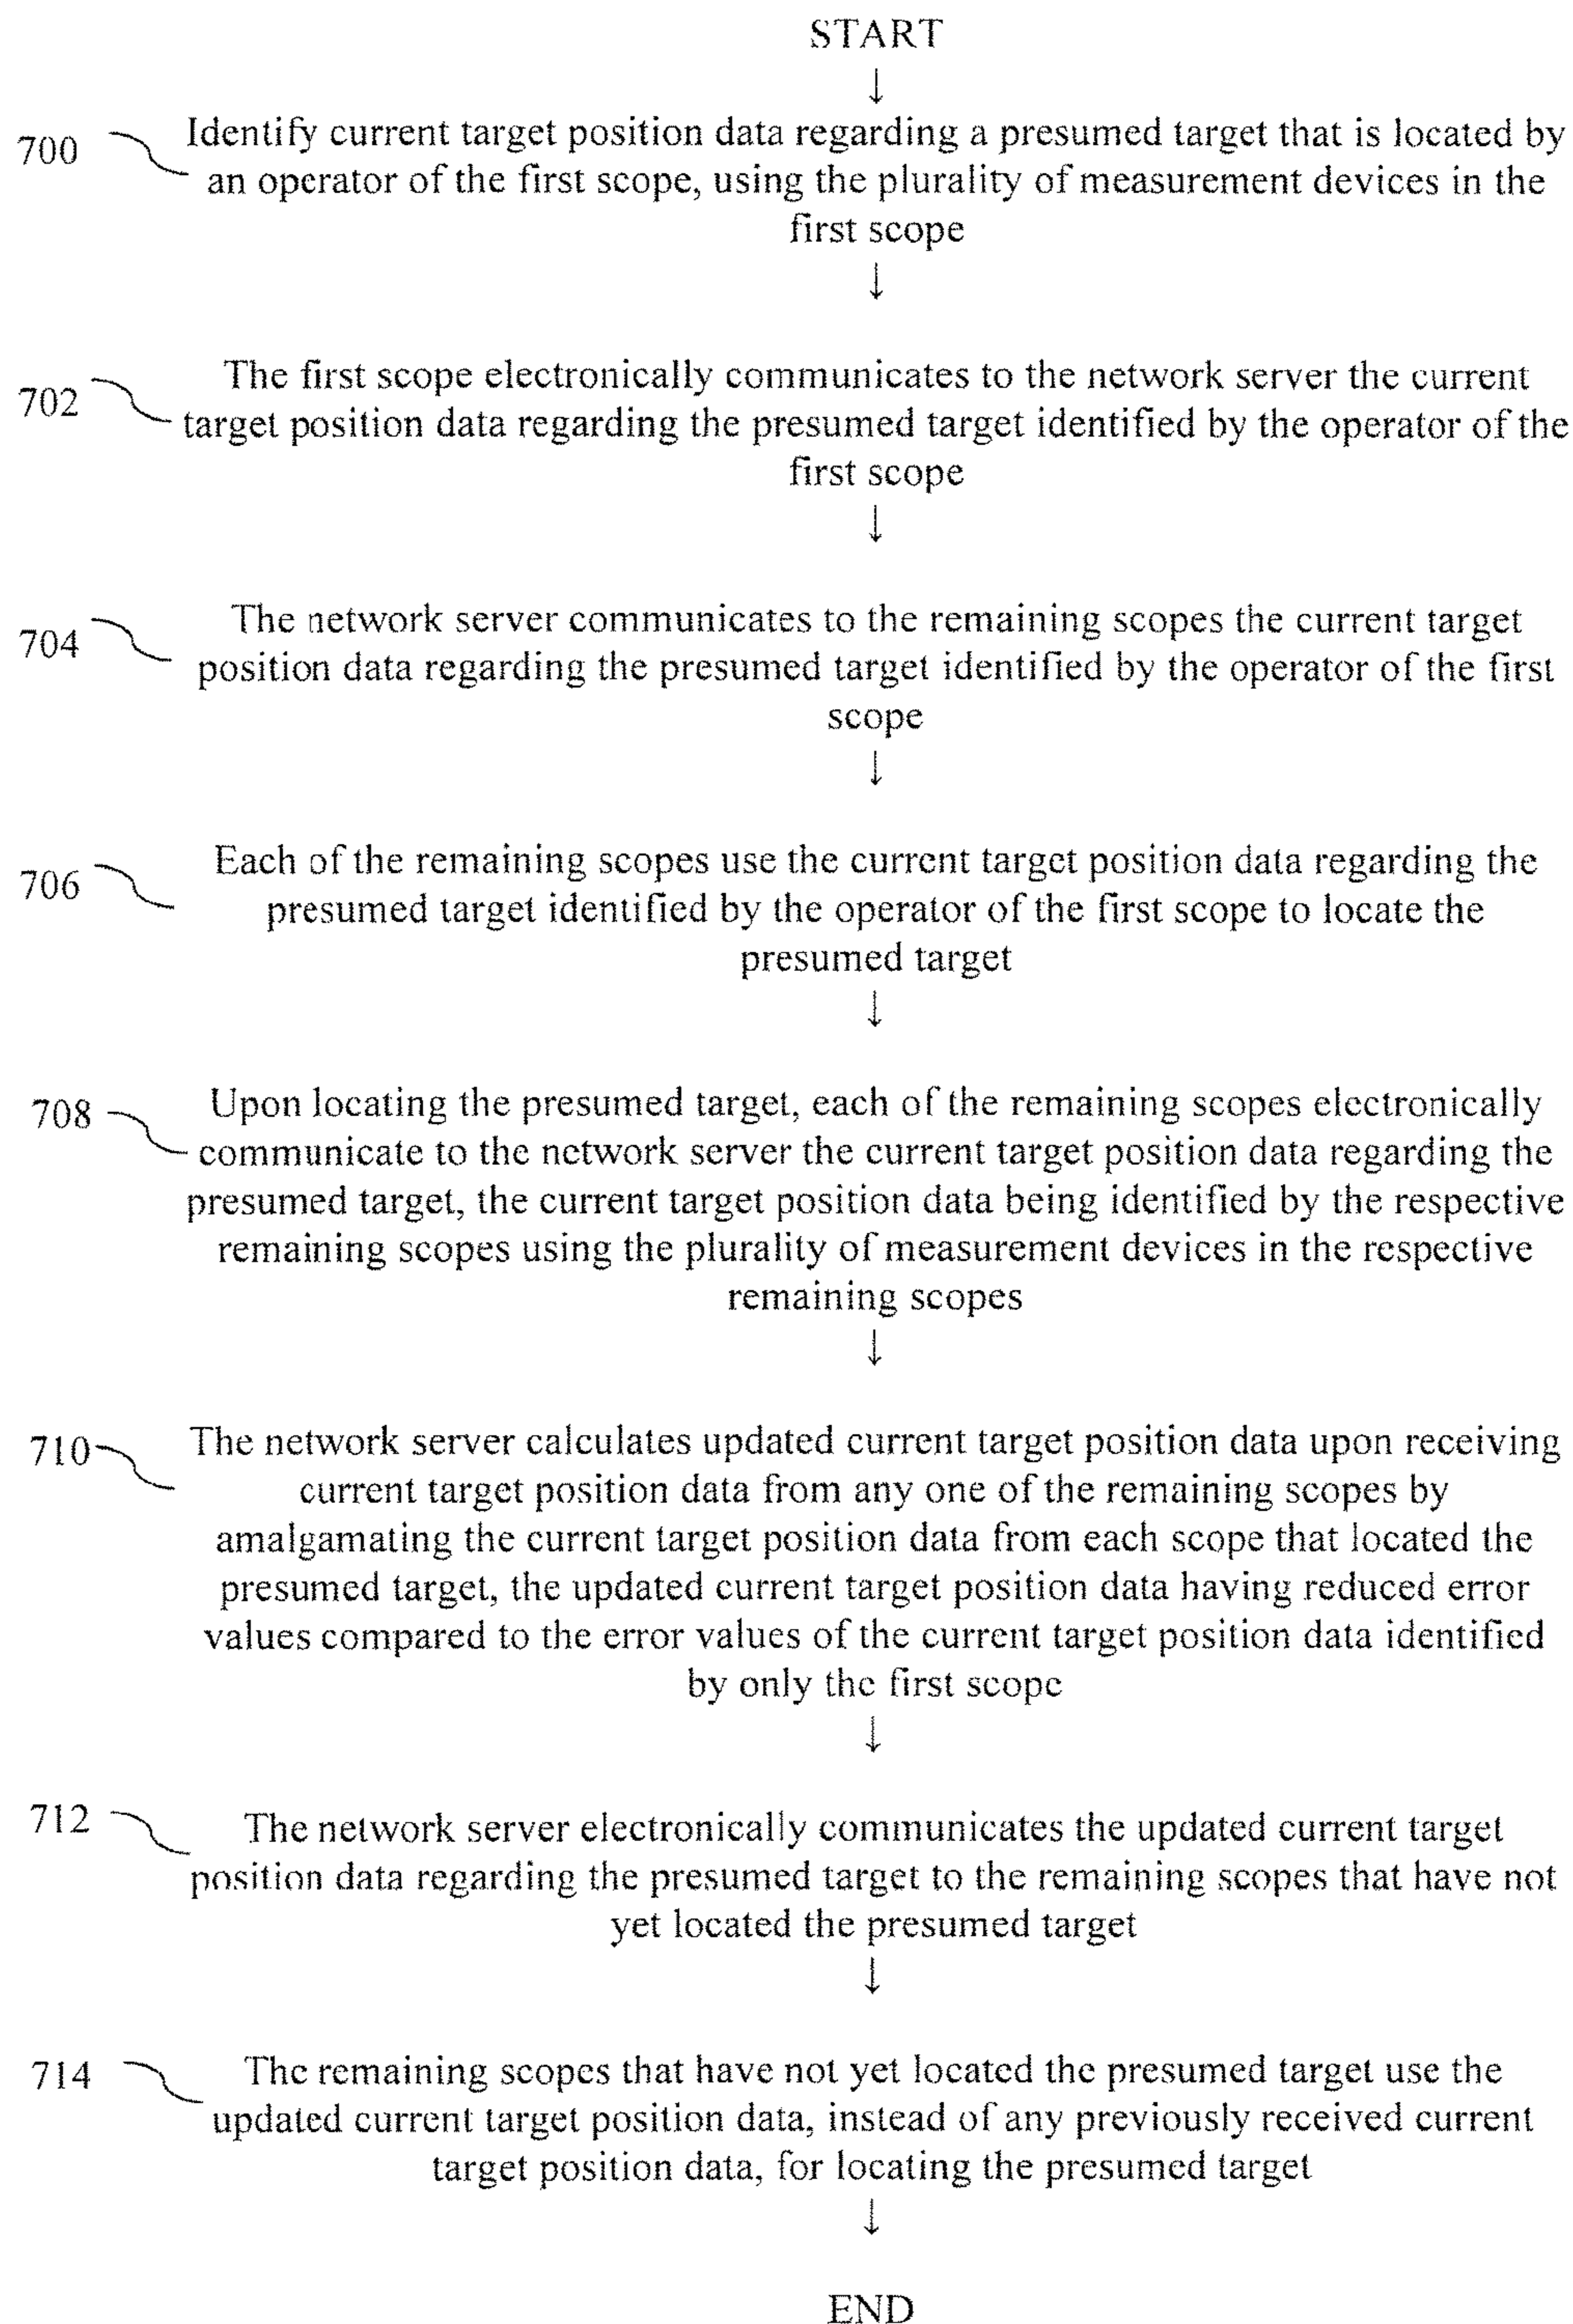 START
↓
700 Identify current target position data regarding a presumed target that is located by
an operator of the first scope, using the plurality of measurement devices in the
first scope
↓
702 The first scope electronically communicates to the network server the current
target position data regarding the presumed target identified by the operator of the
first scope
↓
704 The network server communicates to the remaining scopes the current target
position data regarding the presumed target identified by the operator of the first
scope
↓
706 Each of the remaining scopes use the current target position data regarding the
presumed target identified by the operator of the first scope to locate the
presumed target
↓
708 Upon locating the presumed target, each of the remaining scopes electronically
communicate to the network server the current target position data regarding the
presumed target, the current target position data being identified by the respective
remaining scopes using the plurality of measurement devices in the respective
remaining scopes
↓
710 The network server calculates updated current target position data upon receiving
current target position data from any one of the remaining scopes by
amalgamating the current target position data from each scope that located the
presumed target, the updated current target position data having reduced error
values compared to the error values of the current target position data identified
by only the first scope
↓
712 The network server electronically communicates the updated current target
position data regarding the presumed target to the remaining scopes that have not
yet located the presumed target
↓
714 The remaining scopes that have not yet located the presumed target use the
updated current target position data, instead of any previously received current
target position data, for locating the presumed target
↓
END